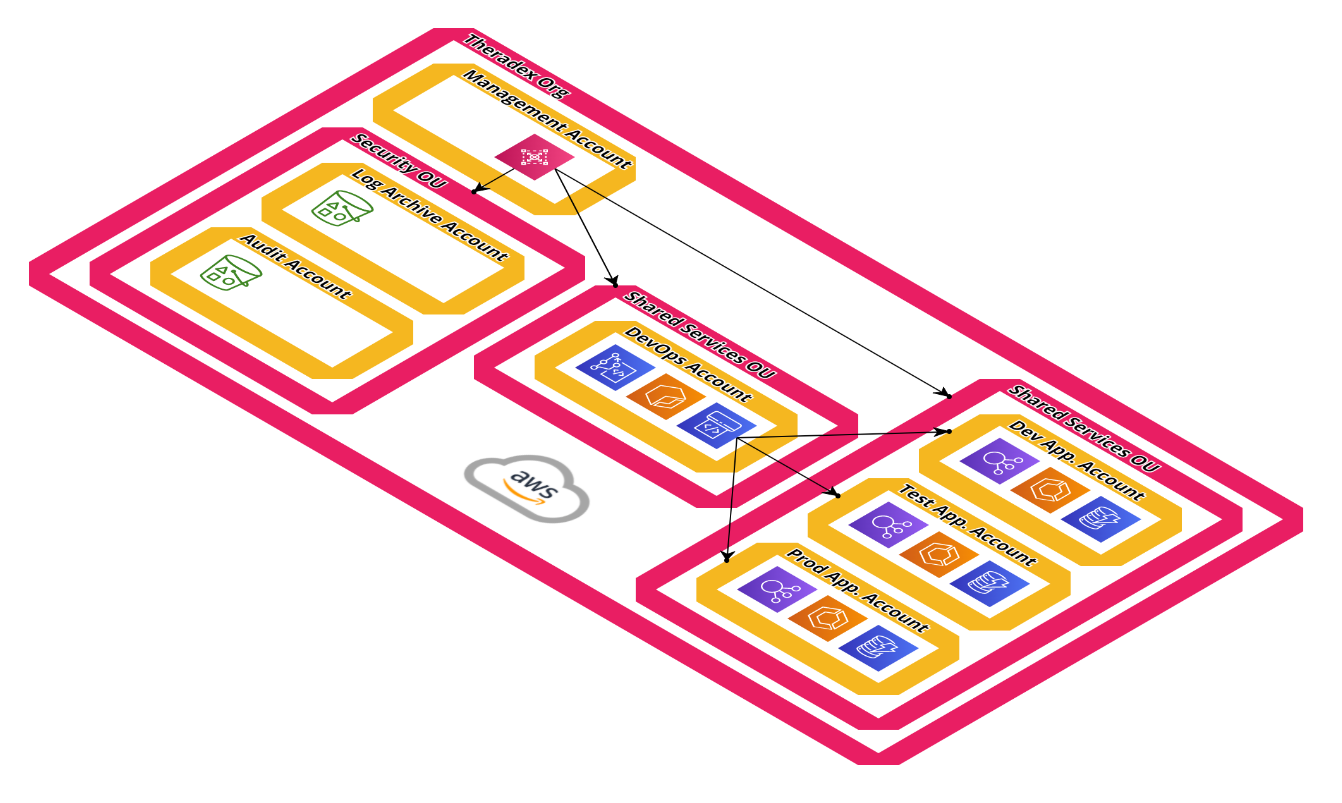 Theradex Org
Management Account
Security OU
Log Archive Account
Audit Account
Shared Services OU
DevOps Account
aws
Shared Services OU
Dev App. Account
Test App. Account
Prod App. Account